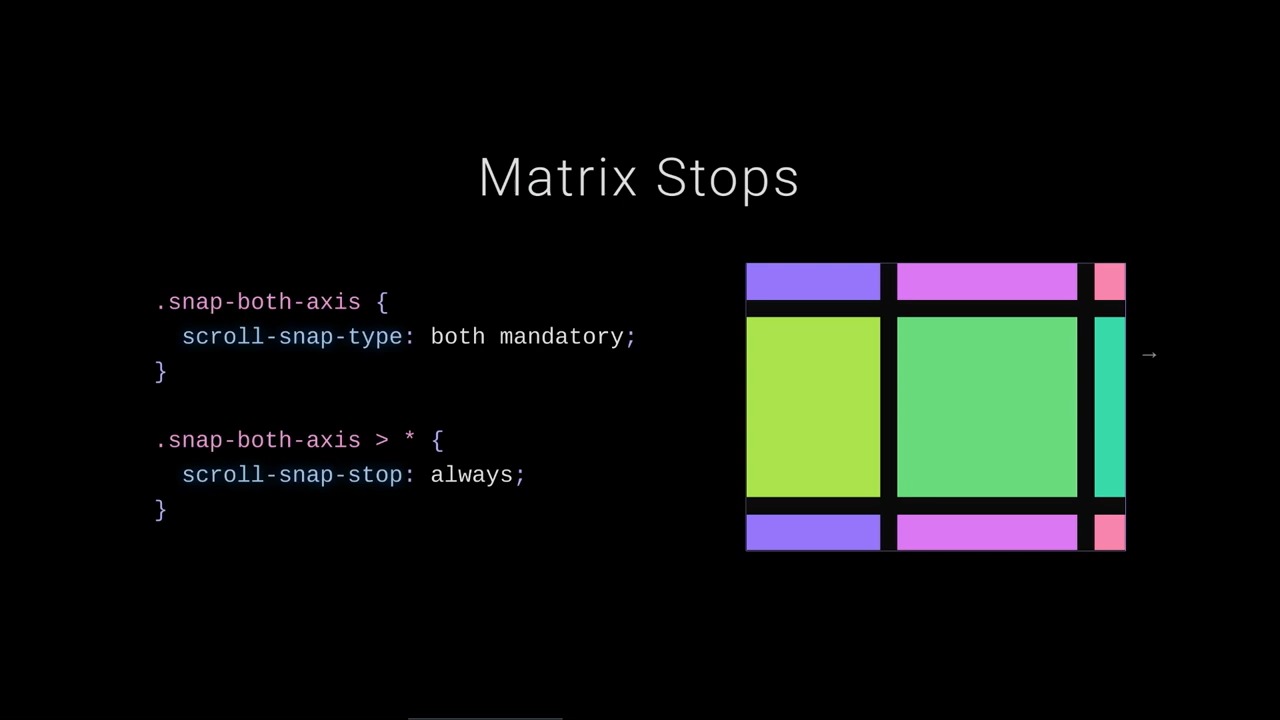 Matrix Stops
.snap-both-axis {
  scroll-snap-type: both mandatory;
}
.snap-both-axis > * {
  scroll-snap-stop: always;
}
→